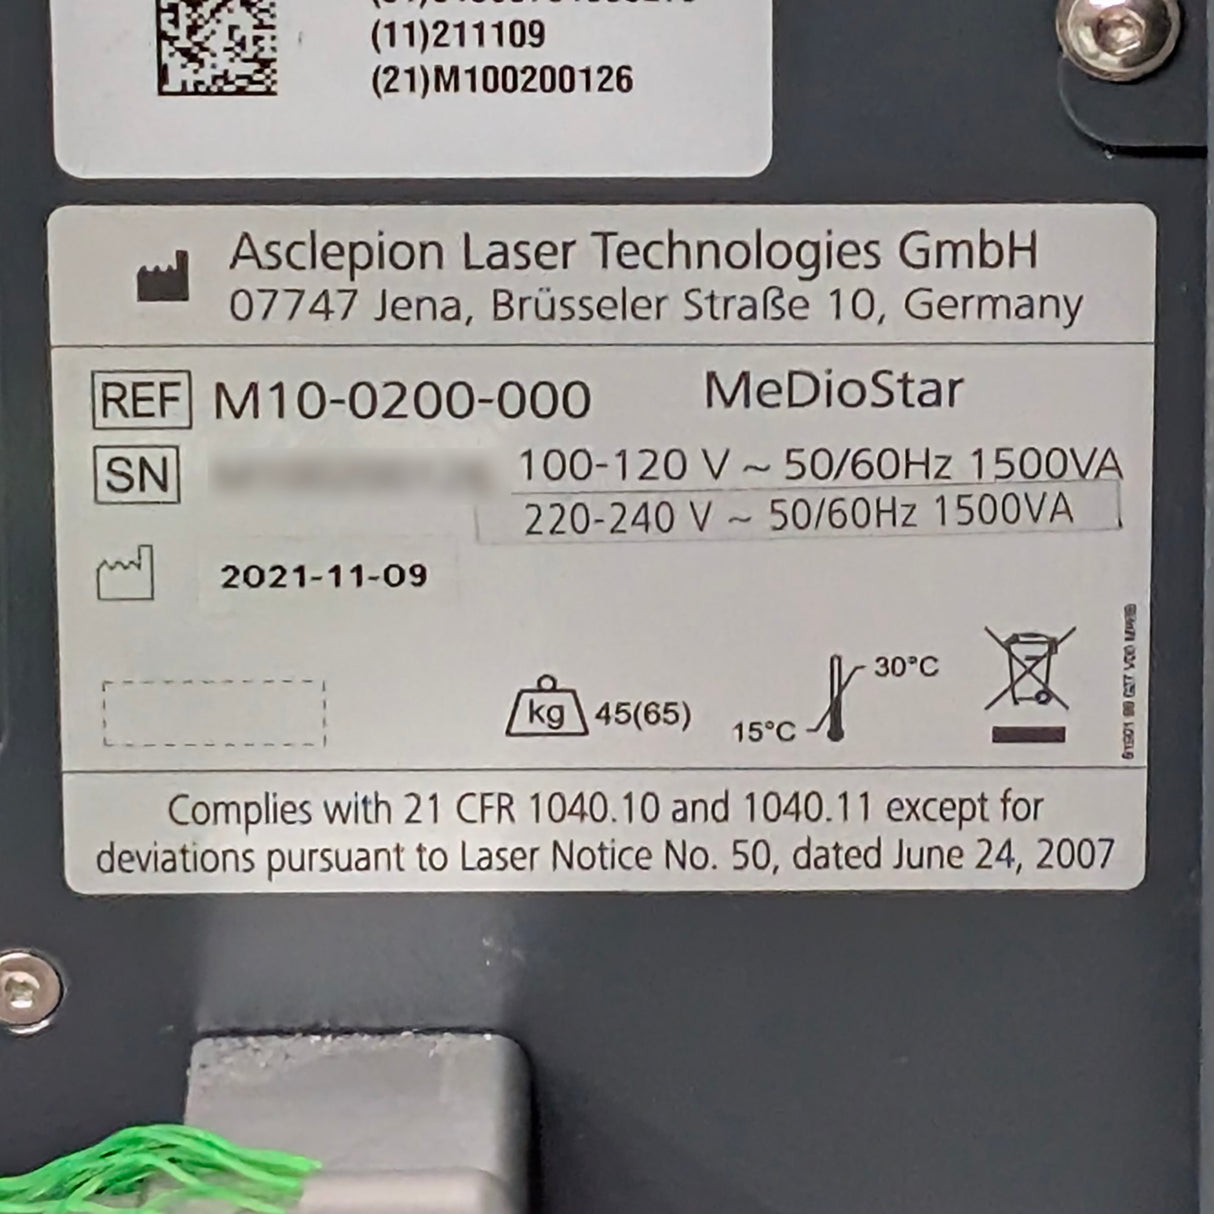 (11)211109
(21)M100200126
Asclepion Laser Technologies GmbH
07747 Jena, Brüsseler Straße 10, Germany
REF M10-0200-000 MeDioStar
SN 100-120 V ~ 50/60Hz 1500VA
220-240 V ~ 50/60Hz 1500VA
2021-11-09
kg 45(65)
30°C
15°C
Complies with 21 CFR 1040.10 and 1040.11 except for
deviations pursuant to Laser Notice No. 50, dated June 24, 2007